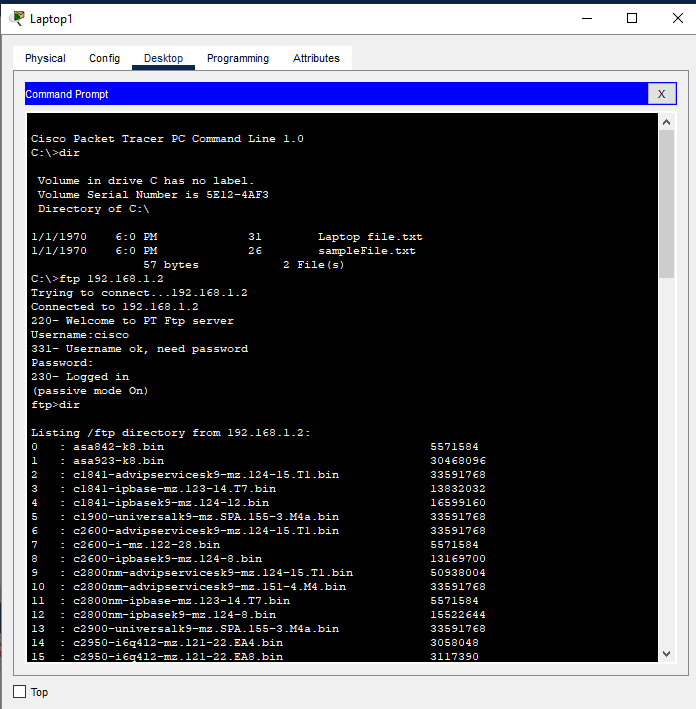 Laptop1
Physical Config Desktop Programming Attributes
Command Prompt X
Cisco Packet Tracer PC Command Line 1.0
C:\>dir
Volume in drive C has no label.
Volume Serial Number is 5E12-4AF3
Directory of C:\
1/1/1970 6:0 PM 31 Laptop file.txt
1/1/1970 6:0 PM 26 sampleFile.txt
57 bytes 2 File(s)
C:\>ftp 192.168.1.2
Trying to connect...192.168.1.2
Connected to 192.168.1.2
220- Welcome to PT Ftp server
Username:cisco
331- Username ok, need password
Password:
230- Logged in
(passive mode On)
ftp>dir
Listing /ftp directory from 192.168.1.2:
0 : asa842-k8.bin 5571584
1 : asa923-k8.bin 30468096
2 : c1841-advipservicesk9-mz.124-15.T1.bin 33591768
3 : c1841-ipbase-mz.123-14.T7.bin 13832032
4 : c1841-ipbasek9-mz.124-12.bin 16599160
5 : c1900-universalk9-mz.SPA.155-3.M4a.bin 33591768
6 : c2600-advipservicesk9-mz.124-15.T1.bin 33591768
7 : c2600-i-mz.122-28.bin 5571584
8 : c2600-ipbasek9-mz.124-8.bin 13169700
9 : c2800nm-advipservicesk9-mz.124-15.T1.bin 50938004
10 : c2800nm-advipservicesk9-mz.151-4.M4.bin 33591768
11 : c2800nm-ipbase-mz.123-14.T7.bin 5571584
12 : c2800nm-ipbasek9-mz.124-8.bin 15522644
13 : c2900-universalk9-mz.SPA.155-3.M4a.bin 33591768
14 : c2950-i6q4l2-mz.121-22.EA4.bin 3058048
15 : c2950-i6q4l2-mz.121-22.EA8.bin 3117390
Top